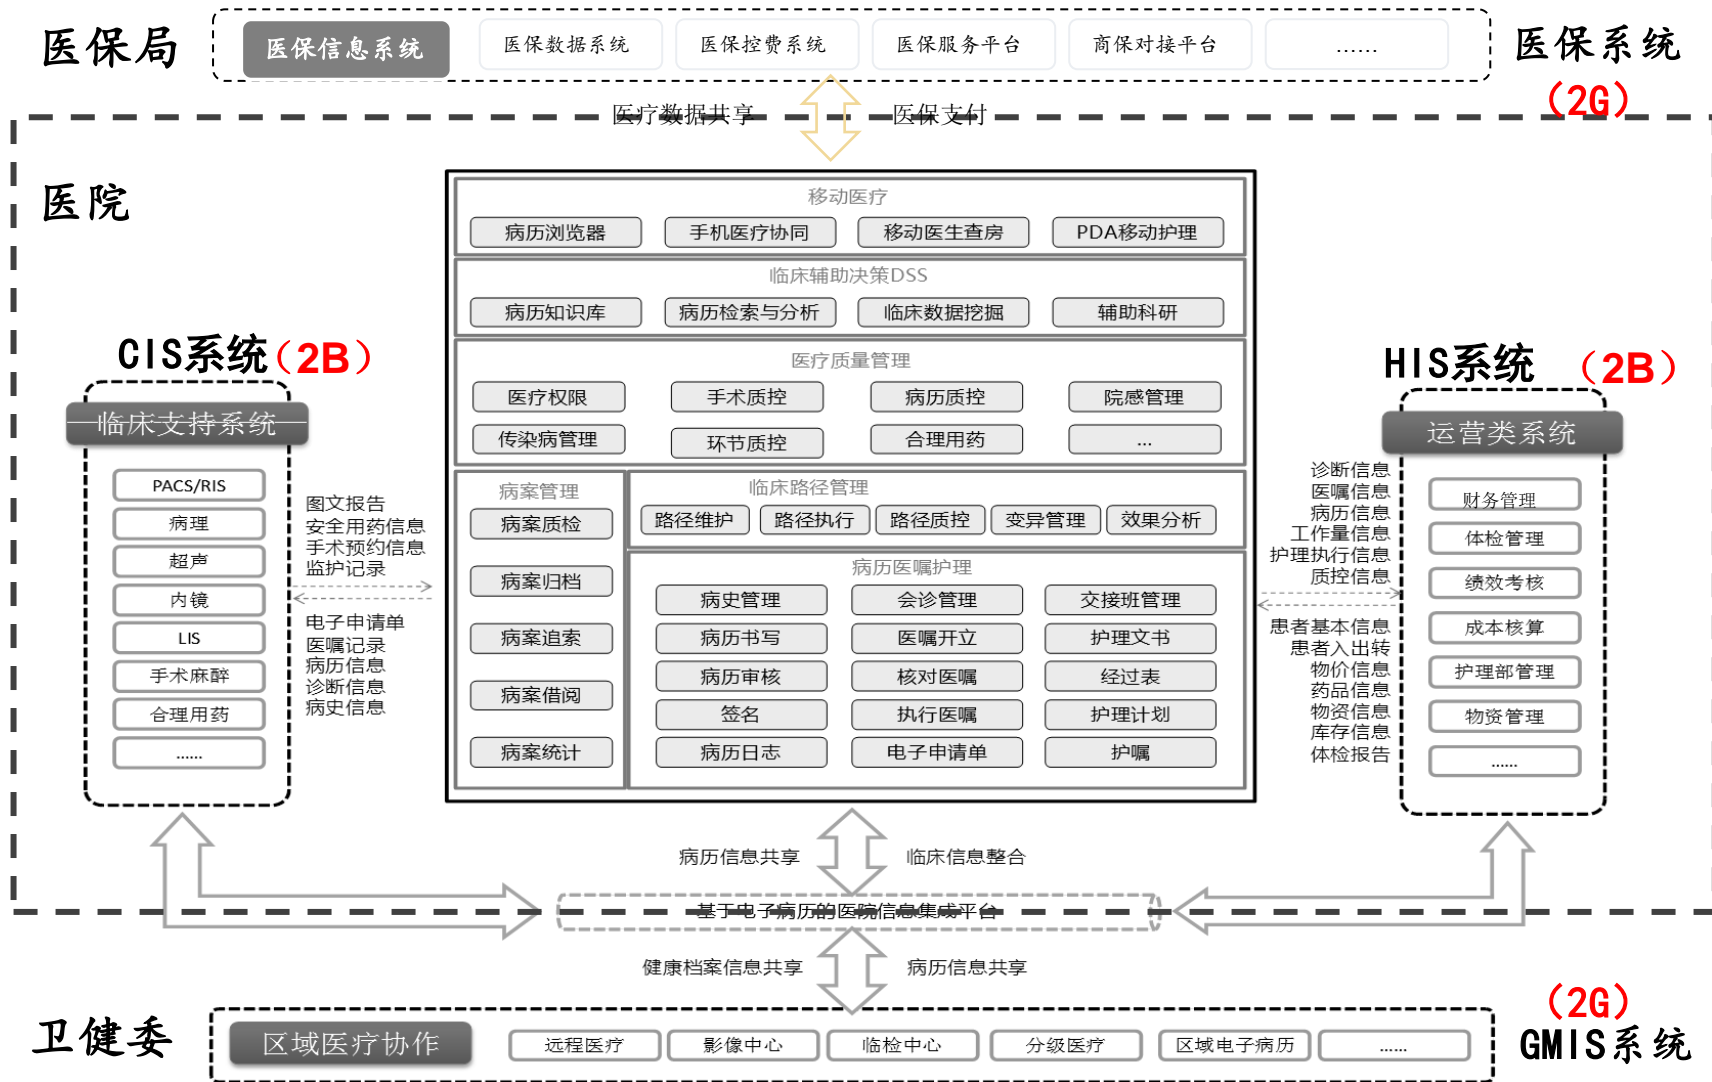 医保局
医保信息系统
医保数据系统
医保控费系统
医保服务平台
商保对接平台
......
医保系统
（2G）
医疗数据共享
医保支付
医院
移动医疗
病历浏览器
手机医疗协同
移动医生查房
PDA移动护理
临床辅助决策DSS
病历知识库
病历检索与分析
临床数据挖掘
辅助科研
医疗质量管理
医疗权限
手术质控
病历质控
院感管理
传染病管理
环节质控
合理用药
...
病案管理
病案质检
病案归档
病案追索
病案借阅
病案统计
临床路径管理
路径维护
路径执行
路径质控
变异管理
效果分析
病历医嘱护理
病史管理
会诊管理
交接班管理
病历书写
医嘱开立
护理文书
病历审核
核对医嘱
经过表
签名
执行医嘱
护理计划
病历日志
电子申请单
护嘱
CIS系统（2B）
临床支持系统
PACS/RIS
病理
超声
内镜
LIS
手术麻醉
合理用药
......
图文报告
安全用药信息
手术预约信息
监护记录
电子申请单
医嘱记录
病历信息
诊断信息
病史信息
HIS系统（2B）
运营类系统
财务管理
体检管理
绩效考核
成本核算
护理部管理
物资管理
......
诊断信息
医嘱信息
病历信息
工作量信息
护理执行信息
质控信息
患者基本信息
患者入出转
物价信息
药品信息
物资信息
库存信息
体检报告
病历信息共享
临床信息整合
基于电子病历的医院信息集成平台
健康档案信息共享
病历信息共享
卫健委
区域医疗协作
远程医疗
影像中心
临检中心
分级医疗
区域电子病历
......
（2G）
GMIS系统